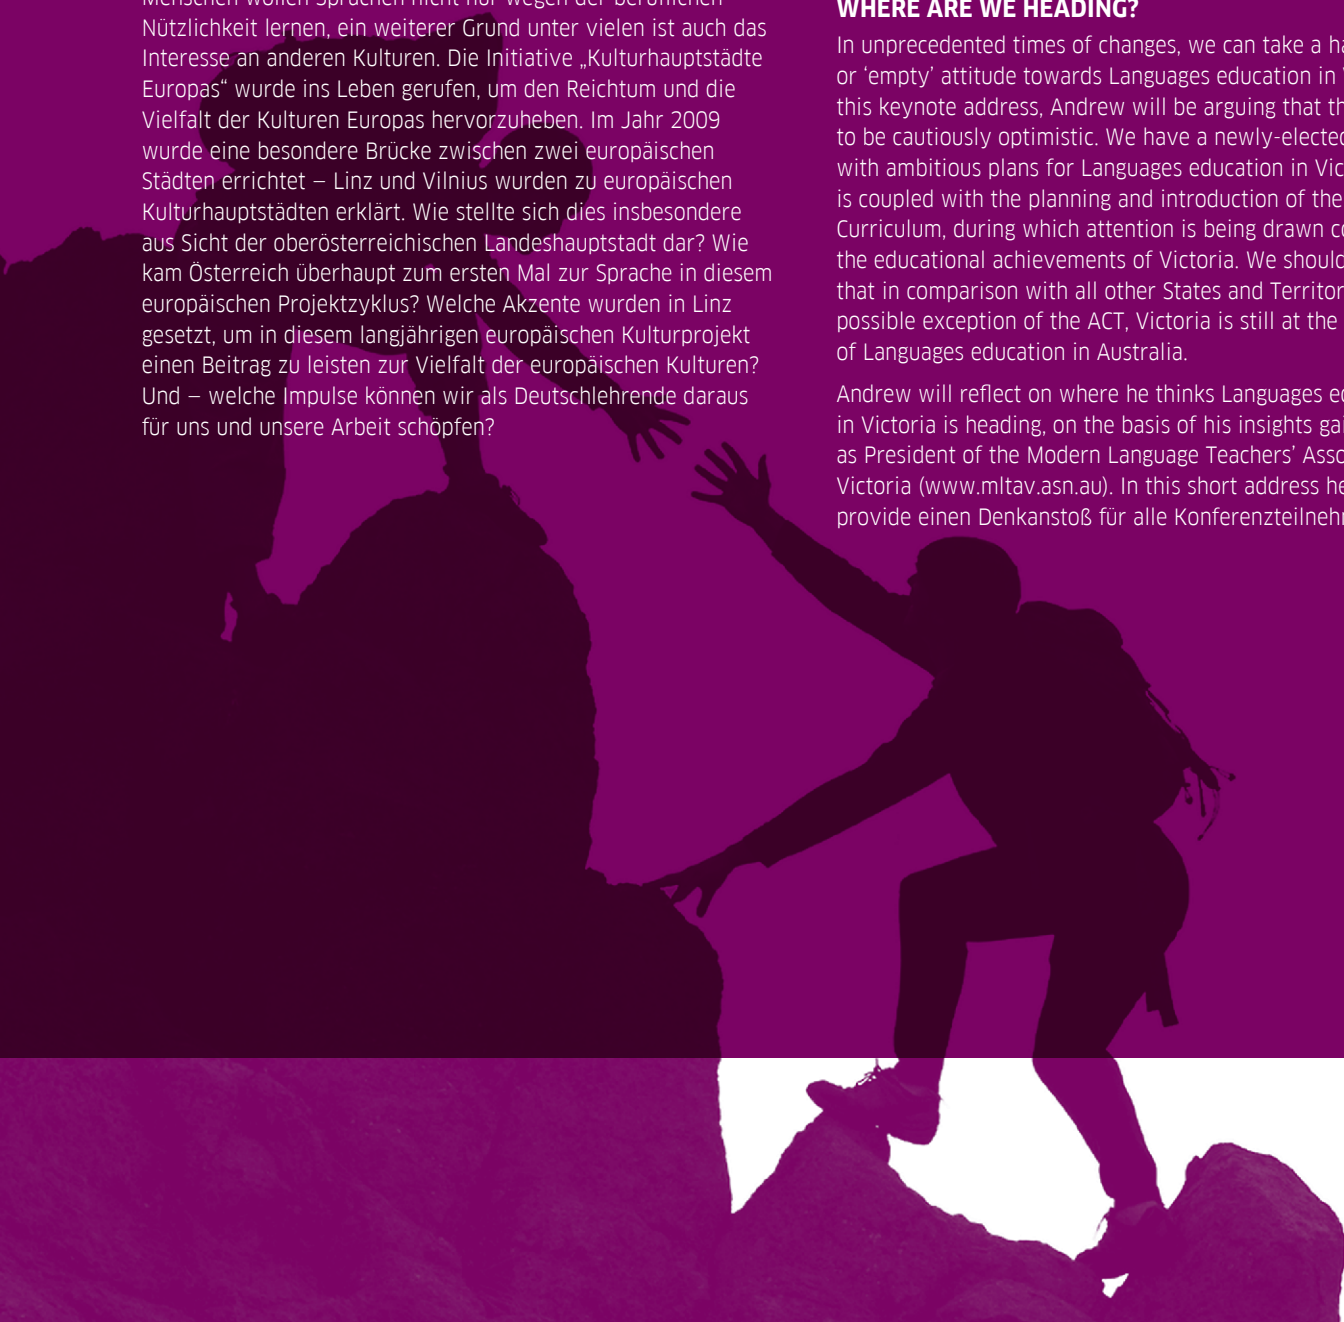 Menschen wollen Sprachen nicht nur wegen der beruflichen
Nützlichkeit lernen, ein weiterer Grund unter vielen ist auch das
Interesse an anderen Kulturen. Die Initiative „Kulturhauptstädte
Europas“ wurde ins Leben gerufen, um den Reichtum und die
Vielfalt der Kulturen Europas hervorzuheben. Im Jahr 2009
wurde eine besondere Brücke zwischen zwei europäischen
Städten errichtet – Linz und Vilnius wurden zu europäischen
Kulturhauptstädten erklärt. Wie stellte sich dies insbesondere
aus Sicht der oberösterreichischen Landeshauptstadt dar? Wie
kam Österreich überhaupt zum ersten Mal zur Sprache in diesem
europäischen Projektzyklus? Welche Akzente wurden in Linz
gesetzt, um in diesem langjährigen europäischen Kulturprojekt
einen Beitrag zu leisten zur Vielfalt der europäischen Kulturen?
Und – welche Impulse können wir als Deutschlehrende daraus
für uns und unsere Arbeit schöpfen?
WHERE ARE WE HEADING?
In unprecedented times of changes, we can take a
or ‘empty’ attitude towards Languages education in
this keynote address, Andrew will be arguing that
to be cautiously optimistic. We have a newly-elected
with ambitious plans for Languages education in
is coupled with the planning and introduction of the
Curriculum, during which attention is being drawn
the educational achievements of Victoria. We should
that in comparison with all other States and
possible exception of the ACT, Victoria is still at the
of Languages education in Australia.
Andrew will reflect on where he thinks Languages
in Victoria is heading, on the basis of his insights
as President of the Modern Language Teachers’
Victoria (www.mltav.asn.au). In this short address
provide einen Denkanstoß für alle